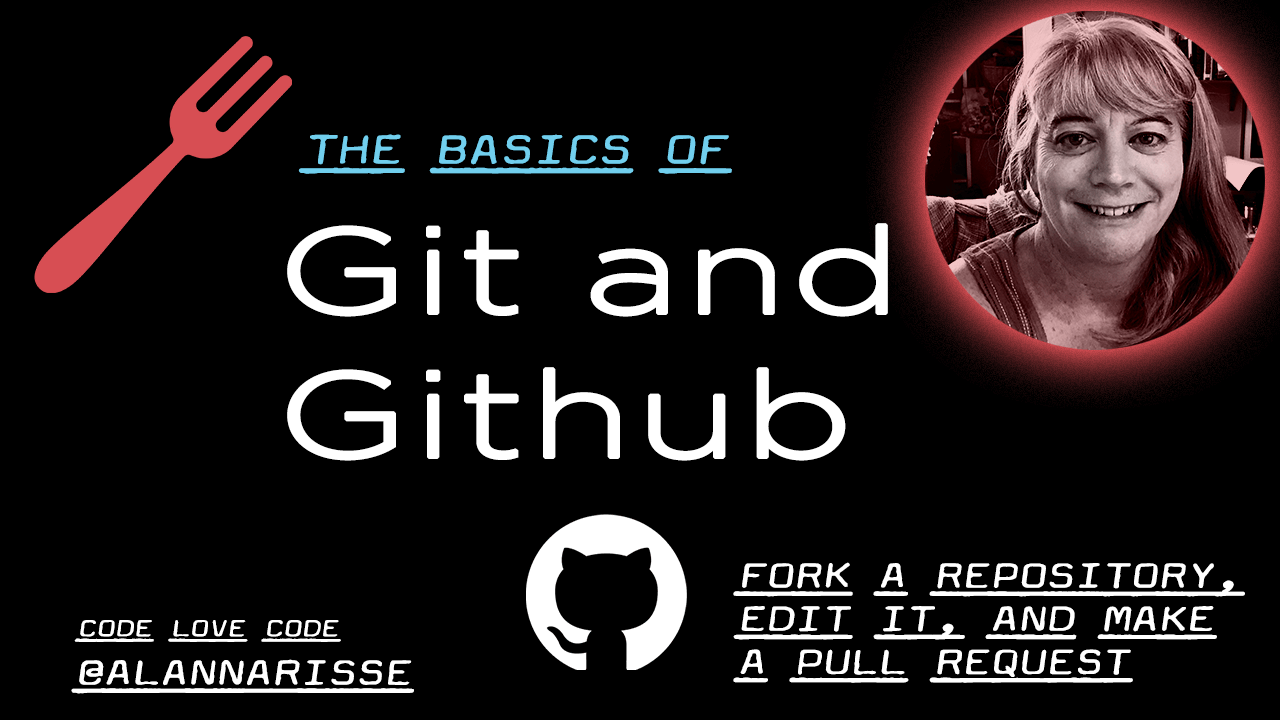 THE BASICS OF
Git and
Github
FORK A REPOSITORY,
EDIT IT, AND MAKE
A PULL REQUEST
CODE LOVE CODE
@ALANNARISSE